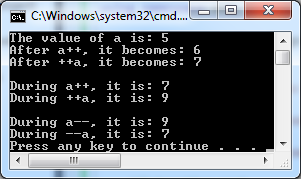 C:\Windows\system32\cmd....
The value of a is: 5
After a++, it becomes: 6
After ++a, it becomes: 7
During a++, it is: 7
During ++a, it is: 9
During a--, it is: 9
During --a, it is: 7
Press any key to continue . . .